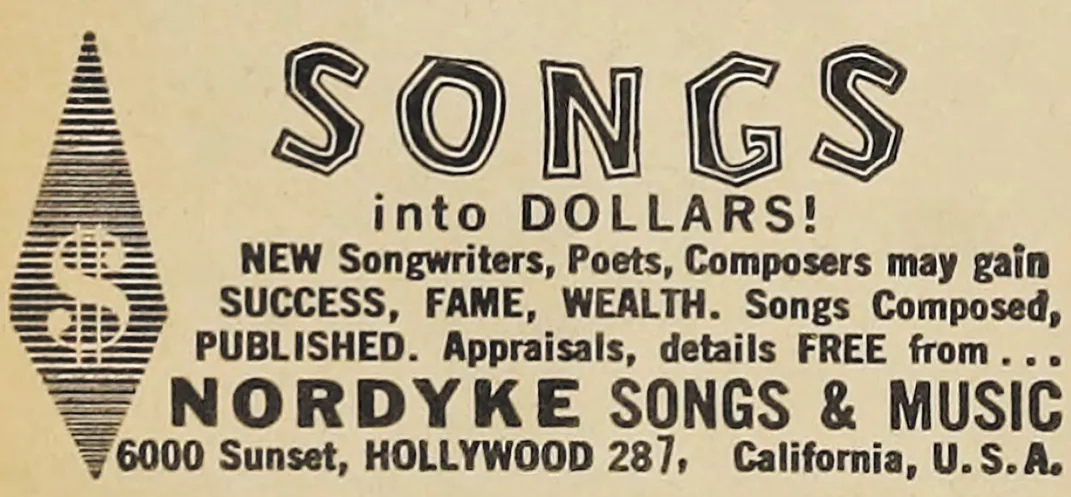 SONGS
into DOLLARS!
NEW Songwriters, Poets, Composers may gain
SUCCESS, FAME, WEALTH. Songs Composed,
PUBLISHED. Appraisals, details FREE from...
NORDYKE SONGS & MUSIC
6000 Sunset, HOLLYWOOD 287, California, U.S.A.
$